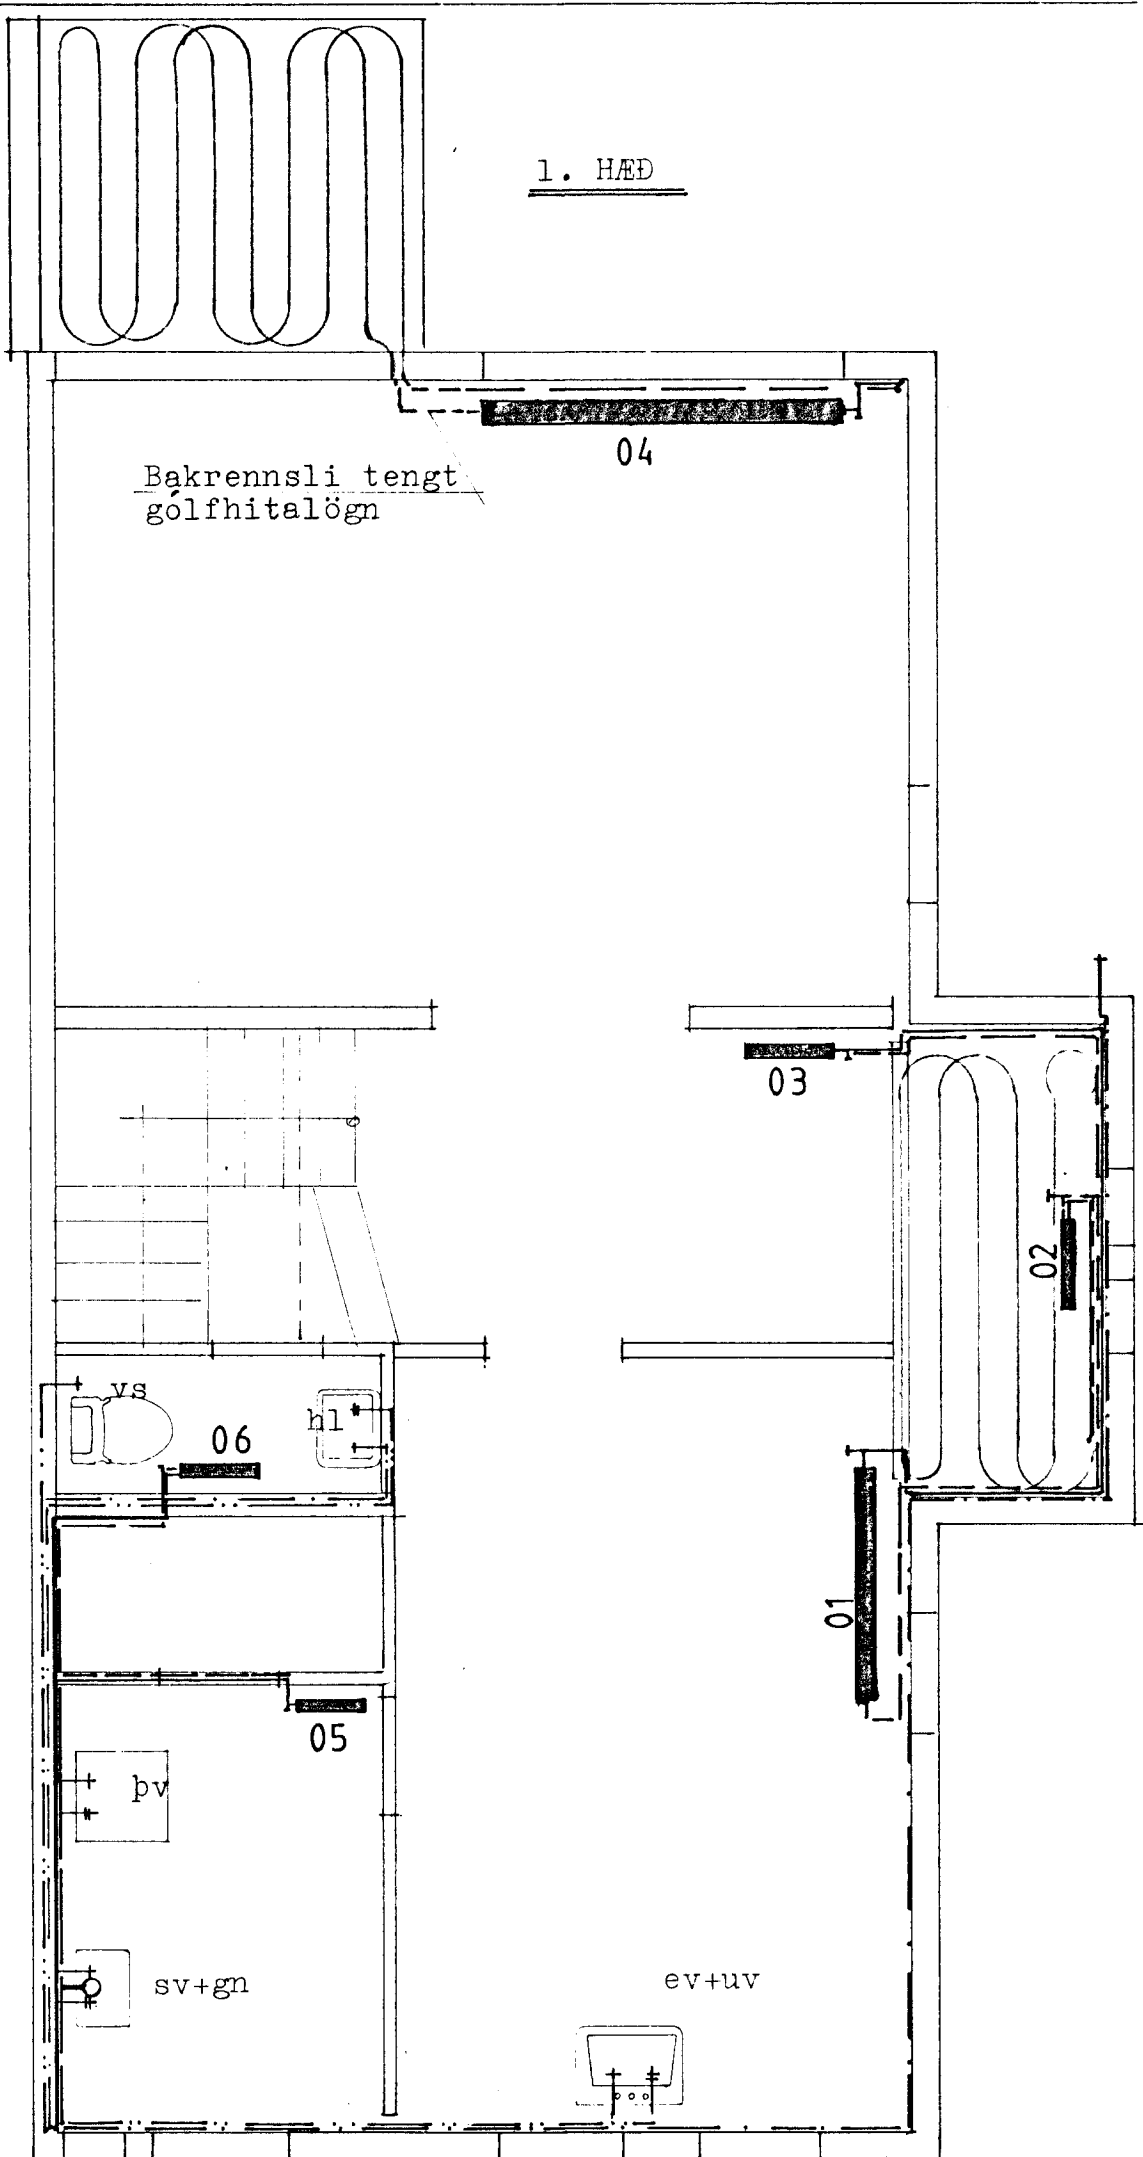 1. HÆÐ
04
Bakrennsli tengt
gólfhitalögn
03
02
vs
hl
06
01
05
þv
sv+gn
ev+uv